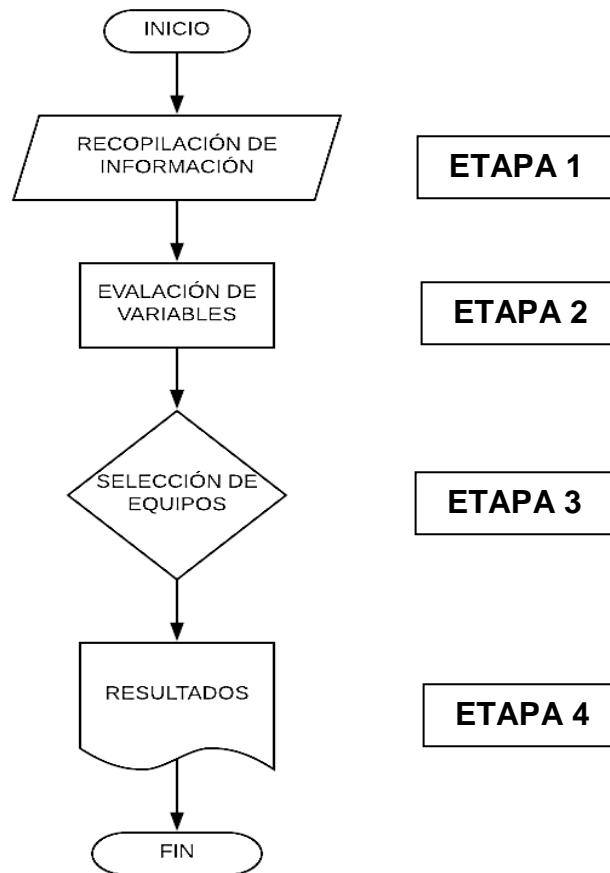 INICIO
RECOPILACIÓN DE
INFORMACIÓN
ETAPA 1
EVALACIÓN DE
VARIABLES
ETAPA 2
SELECCIÓN DE
EQUIPOS
ETAPA 3
RESULTADOS
ETAPA 4
FIN